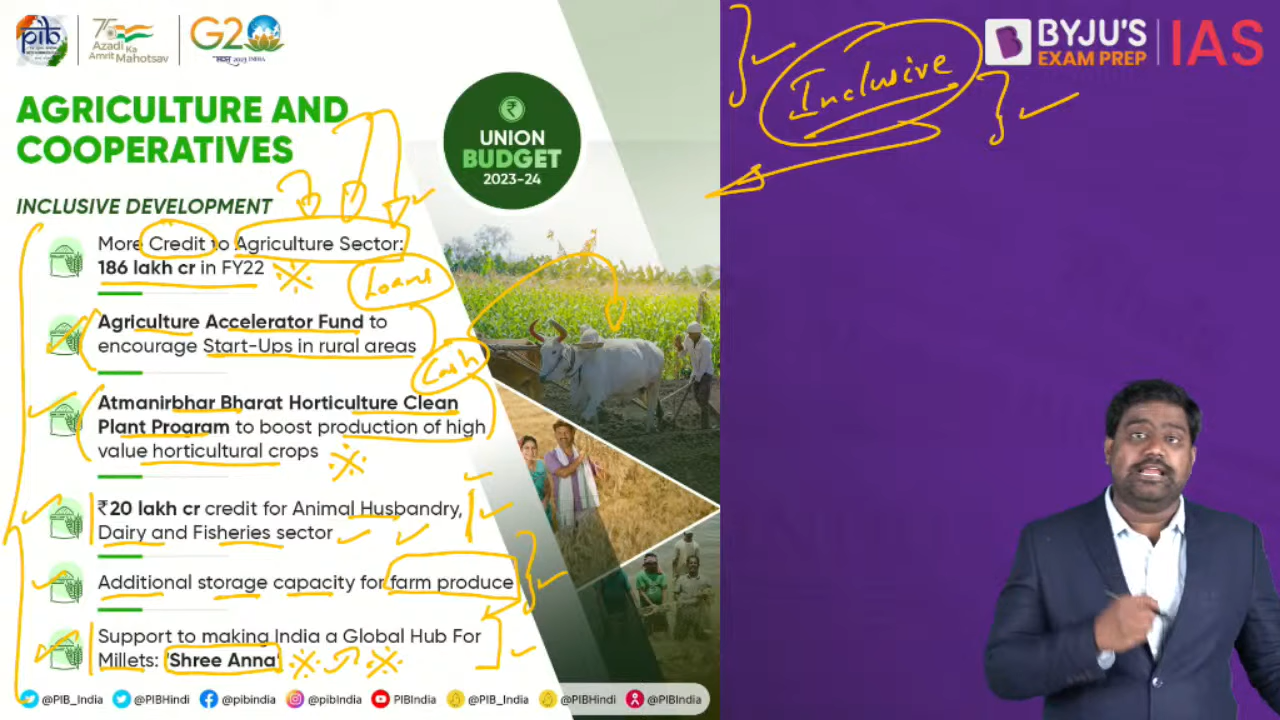 pib
75
Azadi Ka
Amrit Mahotsav
G20
AGRICULTURE AND
COOPERATIVES
₹
UNION
BUDGET
2023-24
INCLUSIVE DEVELOPMENT
More Credit to Agriculture Sector:
186 lakh cr in FY22
Loans
Agriculture Accelerator Fund to
encourage Start-Ups in rural areas
Cash
Atmanirbhar Bharat Horticulture Clean
Plant Program to boost production of high
value horticultural crops
₹20 lakh cr credit for Animal Husbandry,
Dairy and Fisheries sector
Additional storage capacity for farm produce
Support to making India a Global Hub For
Millets: 'Shree Anna'
@PIB_India @PIBHindi @pibindia @pibIndia PIBIndia @PIB_India @PIBHindi @PIBIndia
Inclusive
BYJU'S
EXAM PREP
IAS